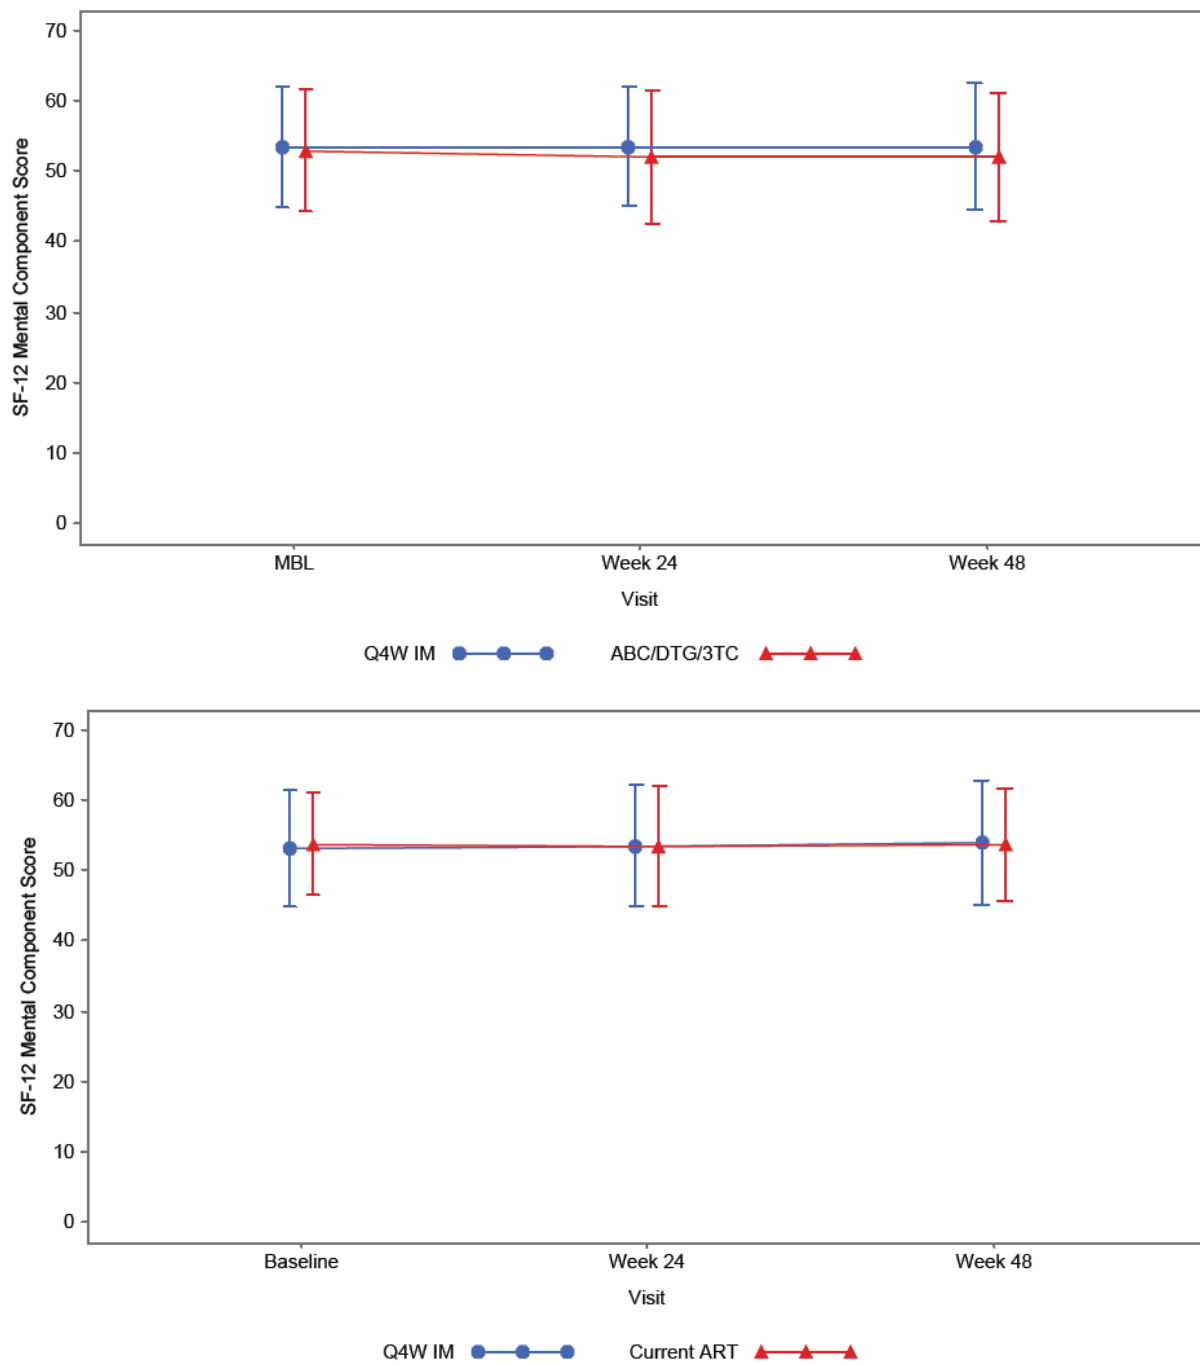 SF-12 Mental Component Score
70
60
50
40
30
20
10
0
MBL Week 24 Week 48
Visit
Q4W IM ABC/DTG/3TC
SF-12 Mental Component Score
70
60
50
40
30
20
10
0
Baseline Week 24 Week 48
Visit
Q4W IM Current ART